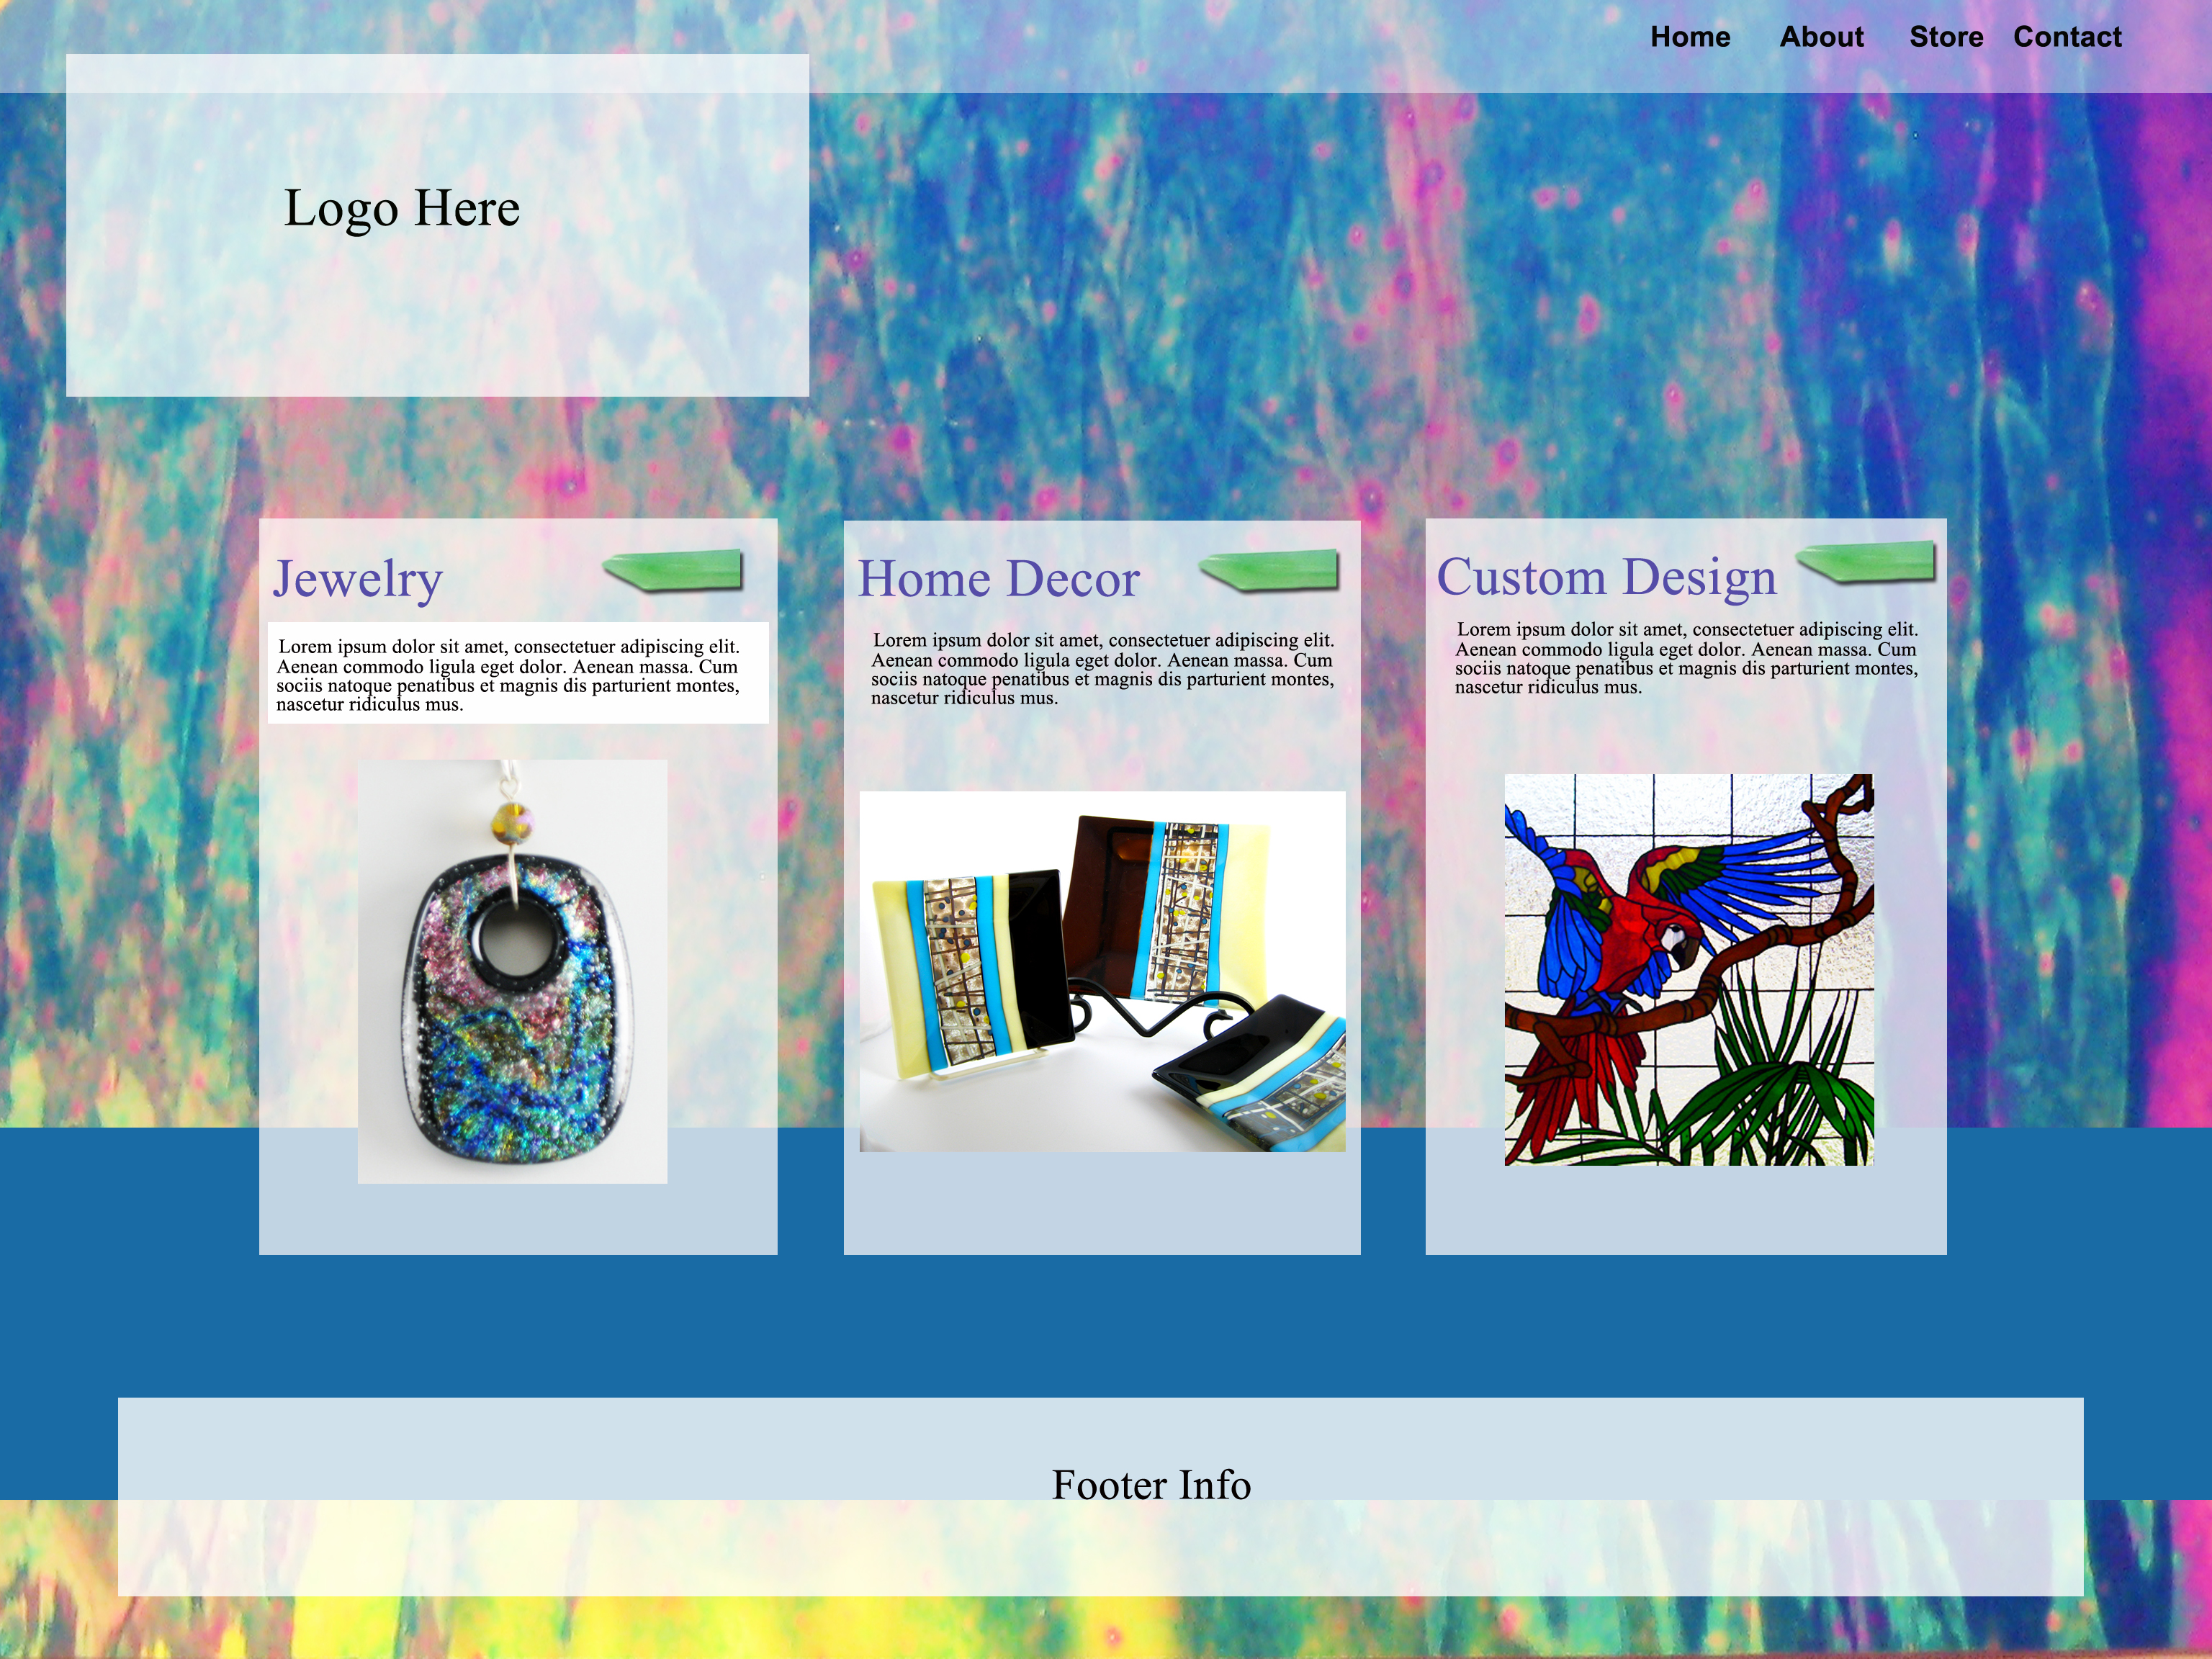 Home About Store Contact
Logo Here
Jewelry
Lorem ipsum dolor sit amet, consectetuer adipiscing elit.
Aenean commodo ligula eget dolor. Aenean massa. Cum
sociis natoque penatibus et magnis dis parturient montes,
nascetur ridiculus mus.
Home Decor
Lorem ipsum dolor sit amet, consectetuer adipiscing elit.
Aenean commodo ligula eget dolor. Aenean massa. Cum
sociis natoque penatibus et magnis dis parturient montes,
nascetur ridiculus mus.
Custom Design
Lorem ipsum dolor sit amet, consectetuer adipiscing elit.
Aenean commodo ligula eget dolor. Aenean massa. Cum
sociis natoque penatibus et magnis dis parturient montes,
nascetur ridiculus mus.
Footer Info